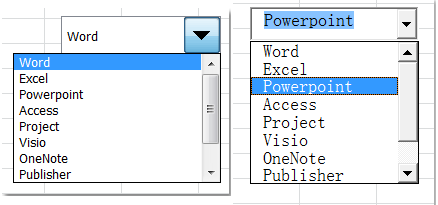 Word
Word
Excel
Powerpoint
Access
Project
Visio
OneNote
Publisher
Powerpoint
Word
Excel
Powerpoint
Access
Project
Visio
OneNote
Publisher